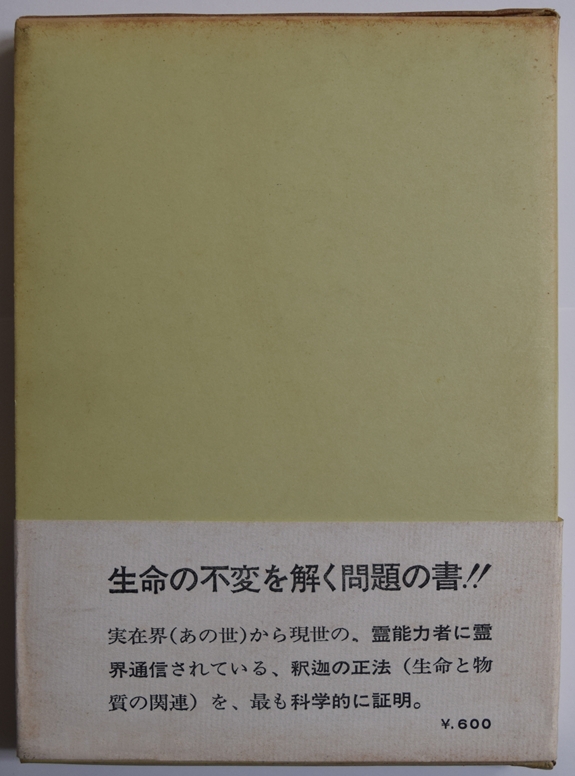 生命の不変を解く問題の書!!
実在界(あの世)から現世の、霊能力者に霊
界通信されている、釈迦の正法(生命と物
質の関連)を、最も科学的に証明。
¥.600